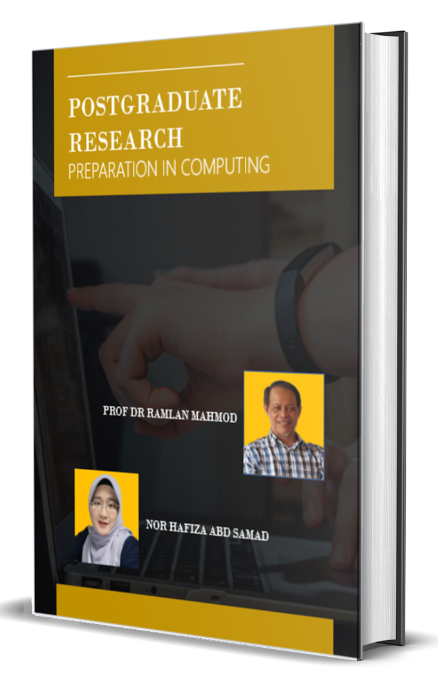 POSTGRADUATE
RESEARCH
PREPARATION IN COMPUTING
PROF DR RAMLAN MAHMOD
NOR HAFIZA ABD SAMAD